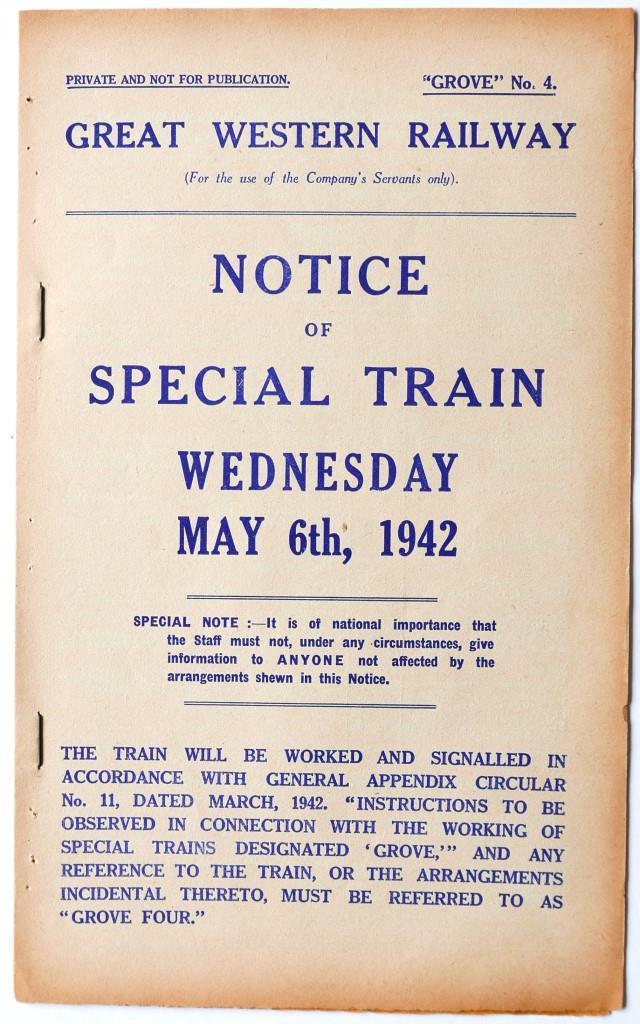 PRIVATE AND NOT FOR PUBLICATION. "GROVE" No. 4.
GREAT WESTERN RAILWAY
(For the use of the Company's Servants only).
NOTICE
OF
SPECIAL TRAIN
WEDNESDAY
MAY 6th, 1942
SPECIAL NOTE :—It is of national importance that
the Staff must not, under any circumstances, give
information to ANYONE not affected by the
arrangements shewn in this Notice.
THE TRAIN WILL BE WORKED AND SIGNALLED IN
ACCORDANCE WITH GENERAL APPENDIX CIRCULAR
No. 11, DATED MARCH, 1942. "INSTRUCTIONS TO BE
OBSERVED IN CONNECTION WITH THE WORKING OF
SPECIAL TRAINS DESIGNATED 'GROVE,'" AND ANY
REFERENCE TO THE TRAIN, OR THE ARRANGEMENTS
INCIDENTAL THERETO, MUST BE REFERRED TO AS
"GROVE FOUR."